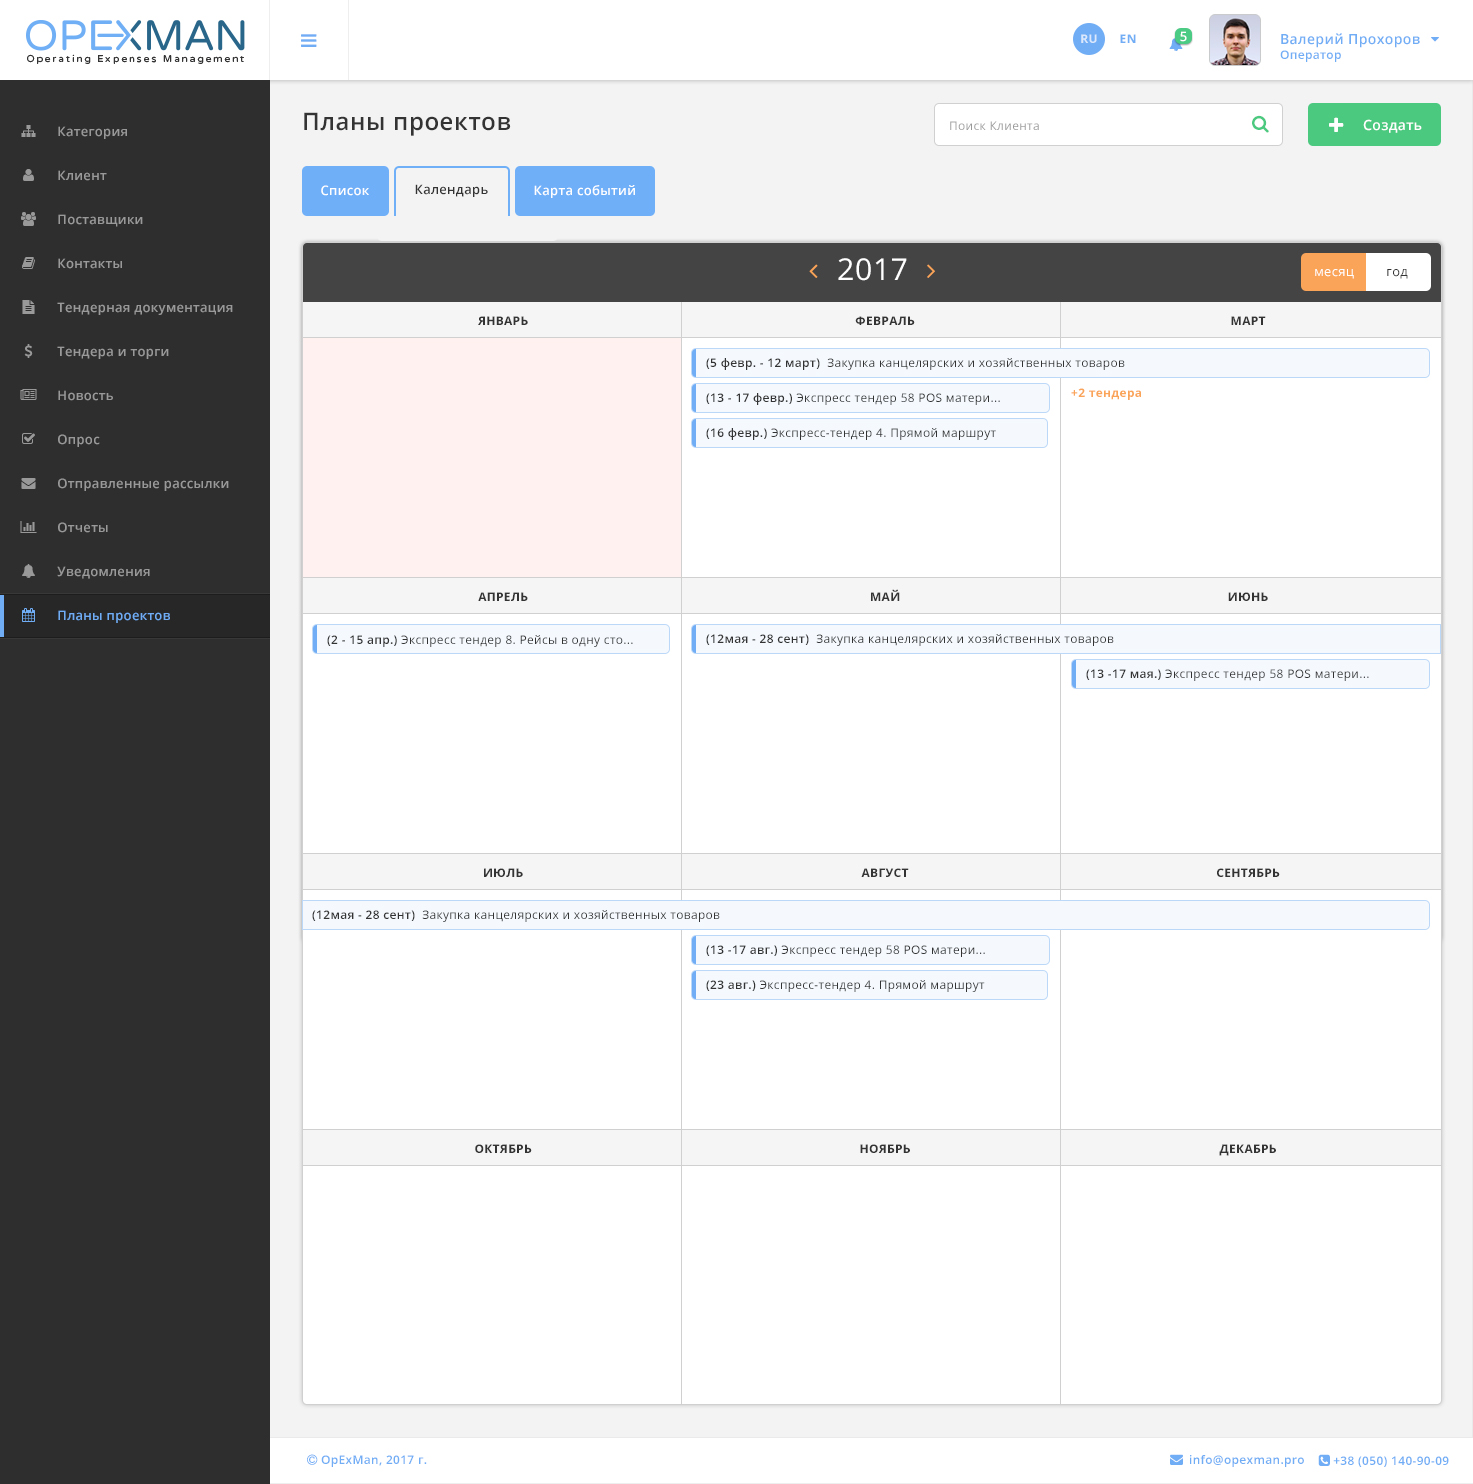 OPEXMAN
Operating Expenses Management
RU EN 5 Валерий Прохоров
Оператор
Категория
Клиент
Поставщики
Контакты
Тендерная документация
Тендера и торги
Новость
Опрос
Отправленные рассылки
Отчеты
Уведомления
Планы проектов
Планы проектов
Поиск Клиента
Создать
Список Календарь Карта событий
2017
месяц год
ЯНВАРЬ ФЕВРАЛЬ МАРТ
(5 февр. - 12 март) Закупка канцелярских и хозяйственных товаров
(13 - 17 февр.) Экспресс тендер 58 POS матери...
+2 тендера
(16 февр.) Экспресс-тендер 4. Прямой маршрут
АПРЕЛЬ МАЙ ИЮНЬ
(2 - 15 апр.) Экспресс тендер 8. Рейсы в одну сто...
(12мая - 28 сент) Закупка канцелярских и хозяйственных товаров
(13 -17 мая.) Экспресс тендер 58 POS матери...
ИЮЛЬ АВГУСТ СЕНТЯБРЬ
(12мая - 28 сент) Закупка канцелярских и хозяйственных товаров
(13 -17 авг.) Экспресс тендер 58 POS матери...
(23 авг.) Экспресс-тендер 4. Прямой маршрут
ОКТЯБРЬ НОЯБРЬ ДЕКАБРЬ
© OpExMan, 2017 г.
info@opexman.pro +38 (050) 140-90-09